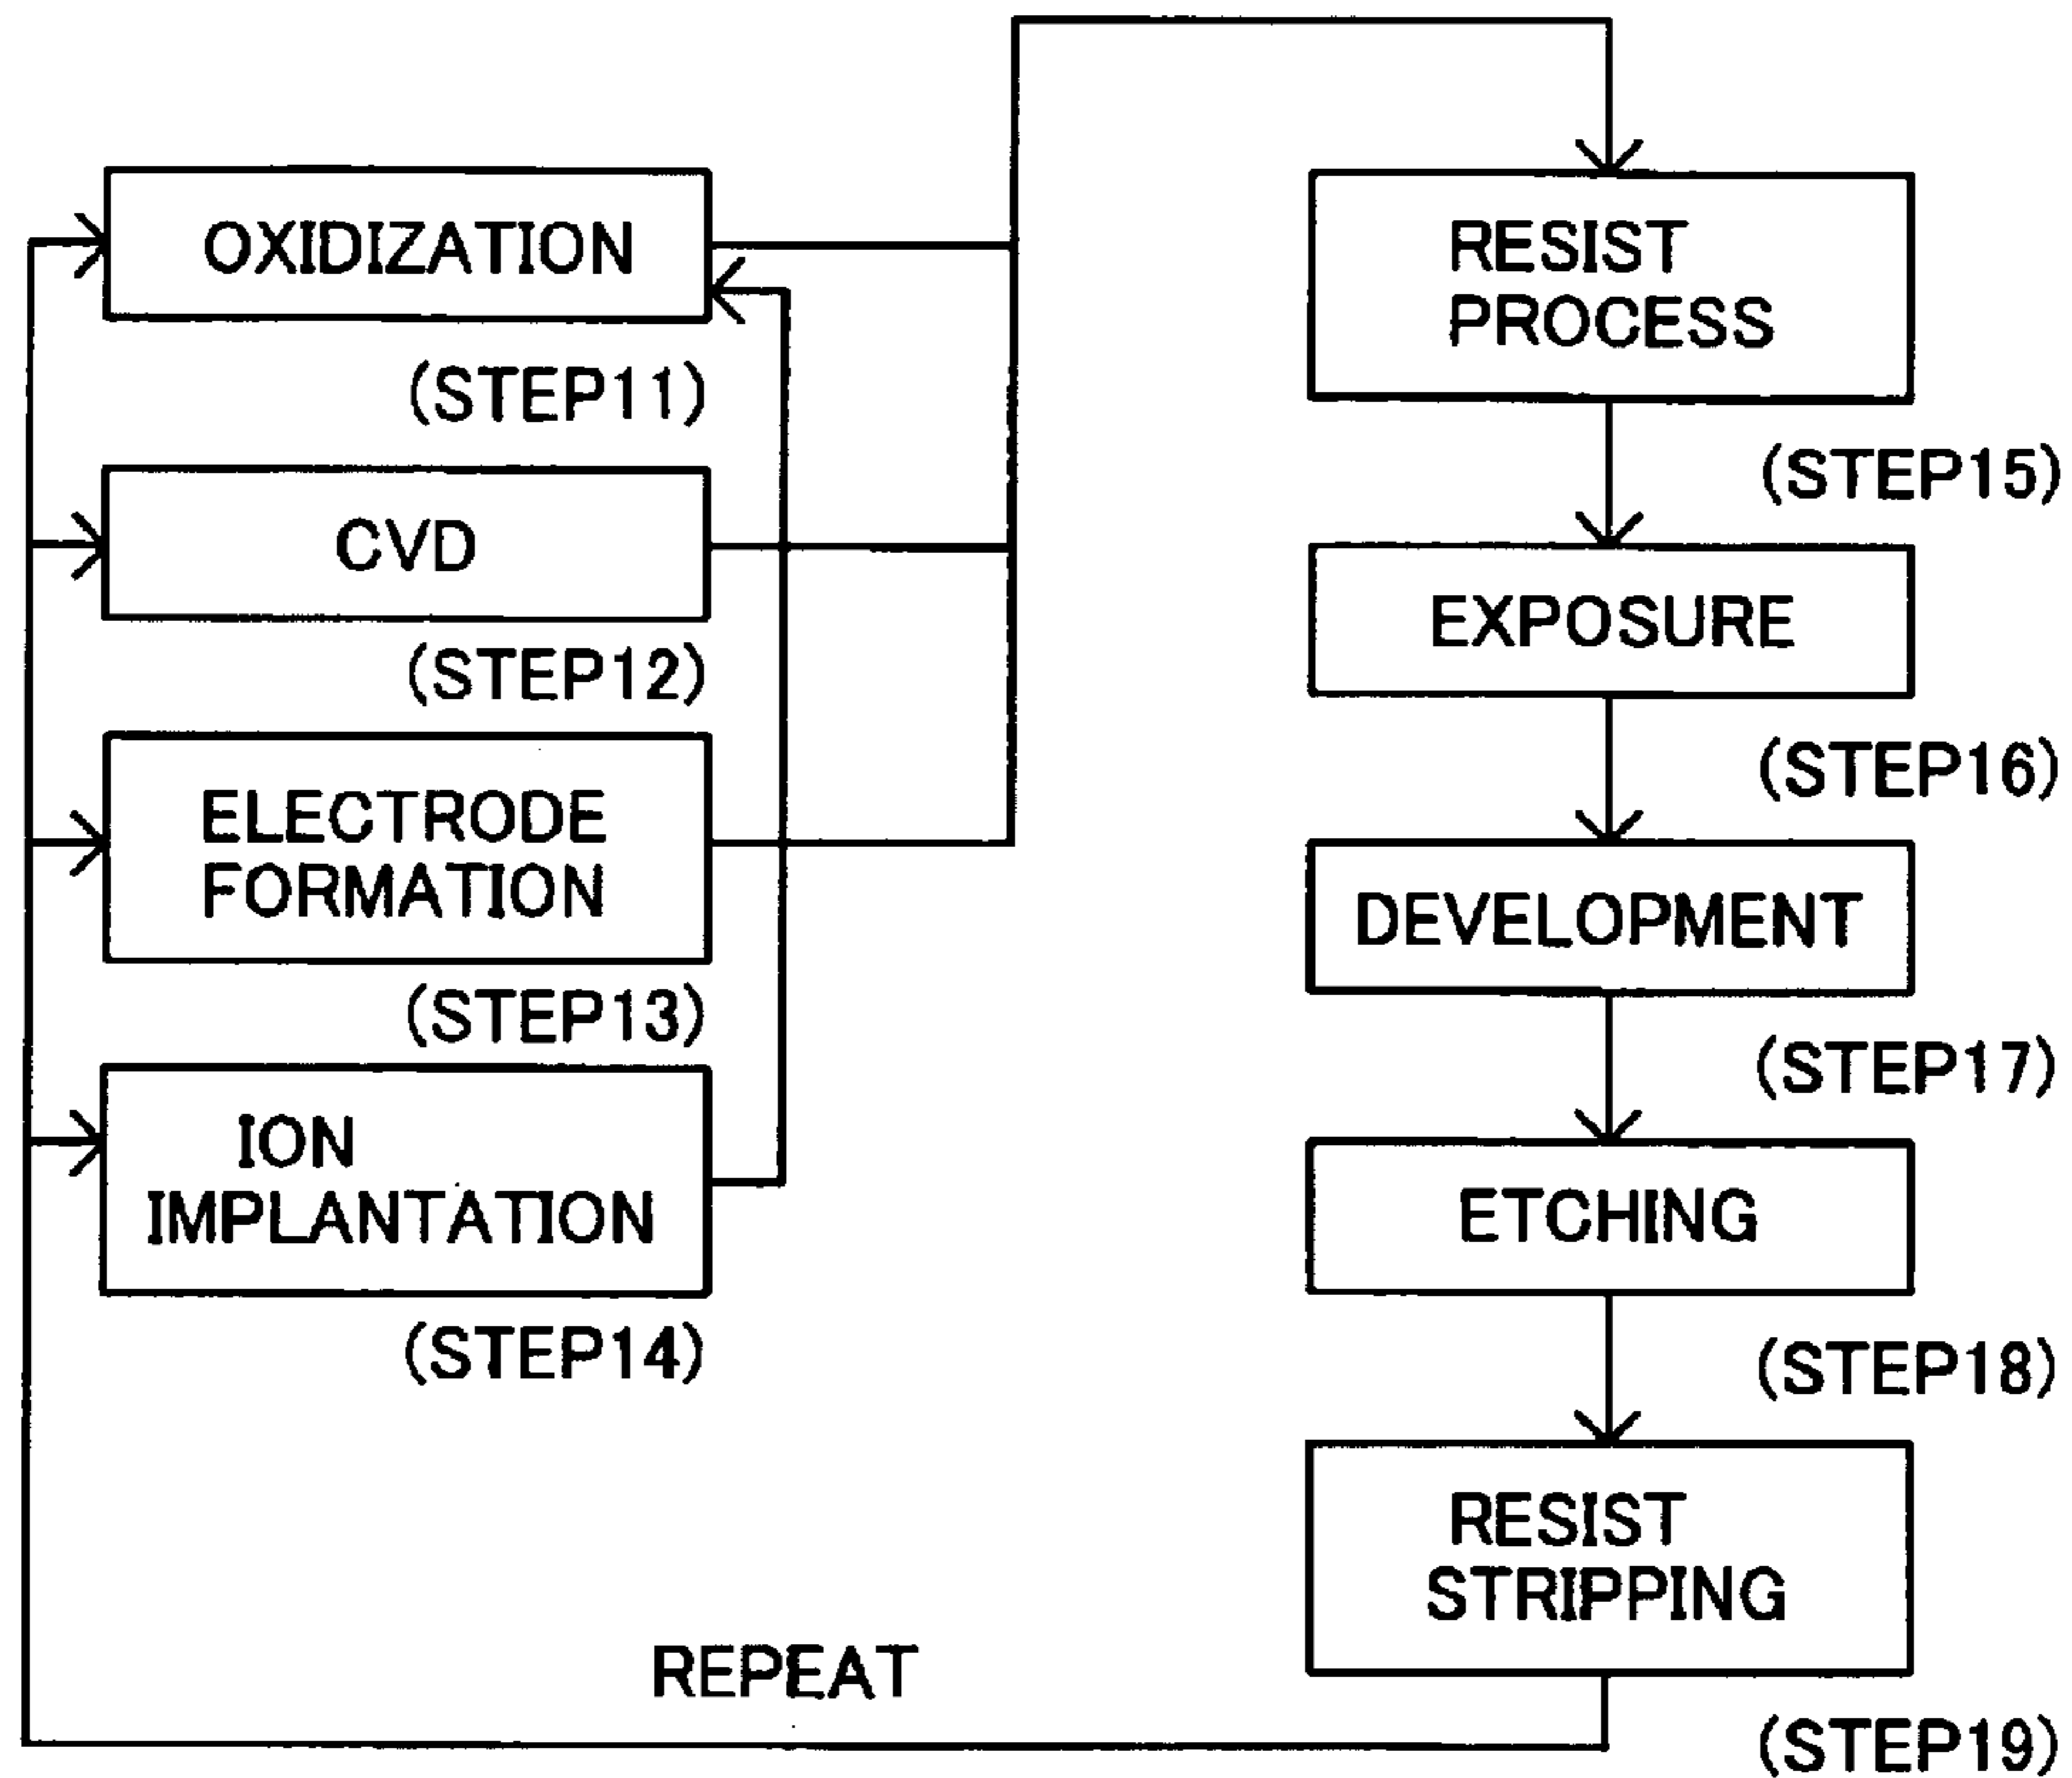 OXIDIZATION
(STEP11)
CVD
(STEP12)
ELECTRODE
FORMATION
(STEP13)
ION
IMPLANTATION
(STEP14)
RESIST
PROCESS
(STEP15)
EXPOSURE
(STEP16)
DEVELOPMENT
(STEP17)
ETCHING
(STEP18)
RESIST
STRIPPING
(STEP19)
REPEAT